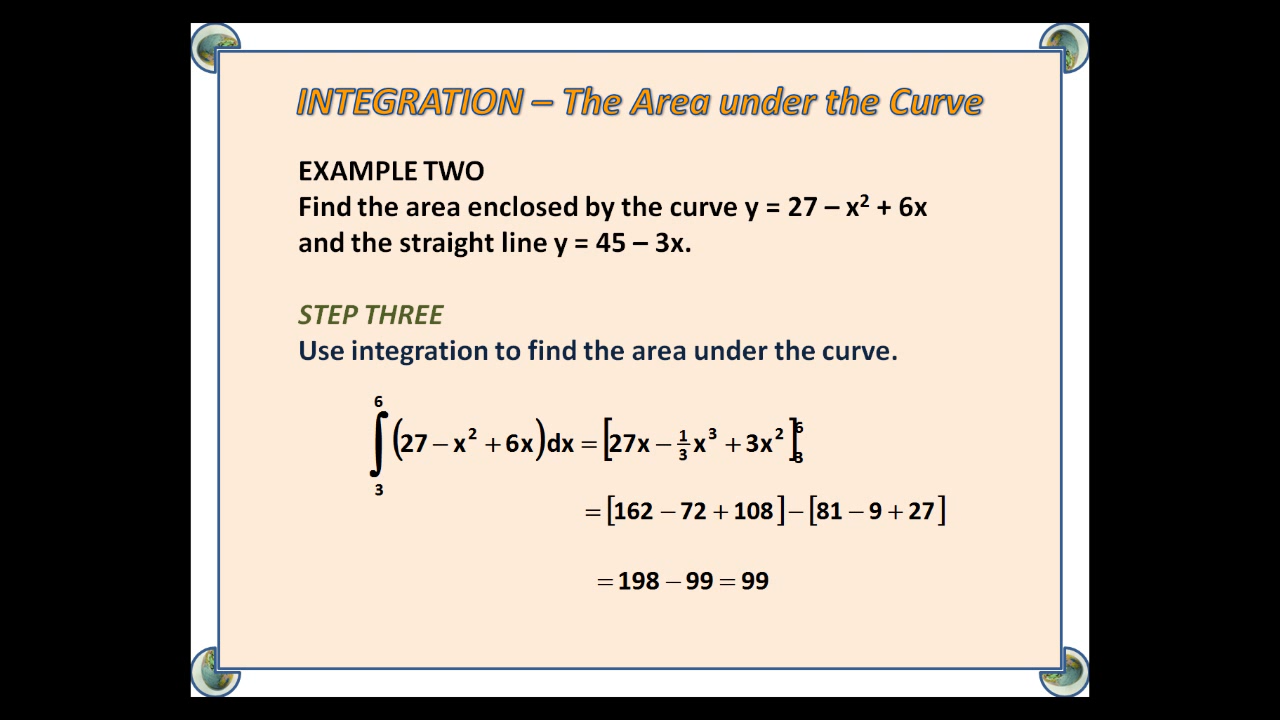 INTEGRATION – The Area under the Curve
EXAMPLE TWO
Find the area enclosed by the curve y = 27 – x² + 6x
and the straight line y = 45 – 3x.
STEP THREE
Use integration to find the area under the curve.
∫₃⁶ (27 − x² + 6x)dx = [27x − ⅓x³ + 3x²]₃⁶
= [162 − 72 + 108] − [81 − 9 + 27]
= 198 − 99 = 99